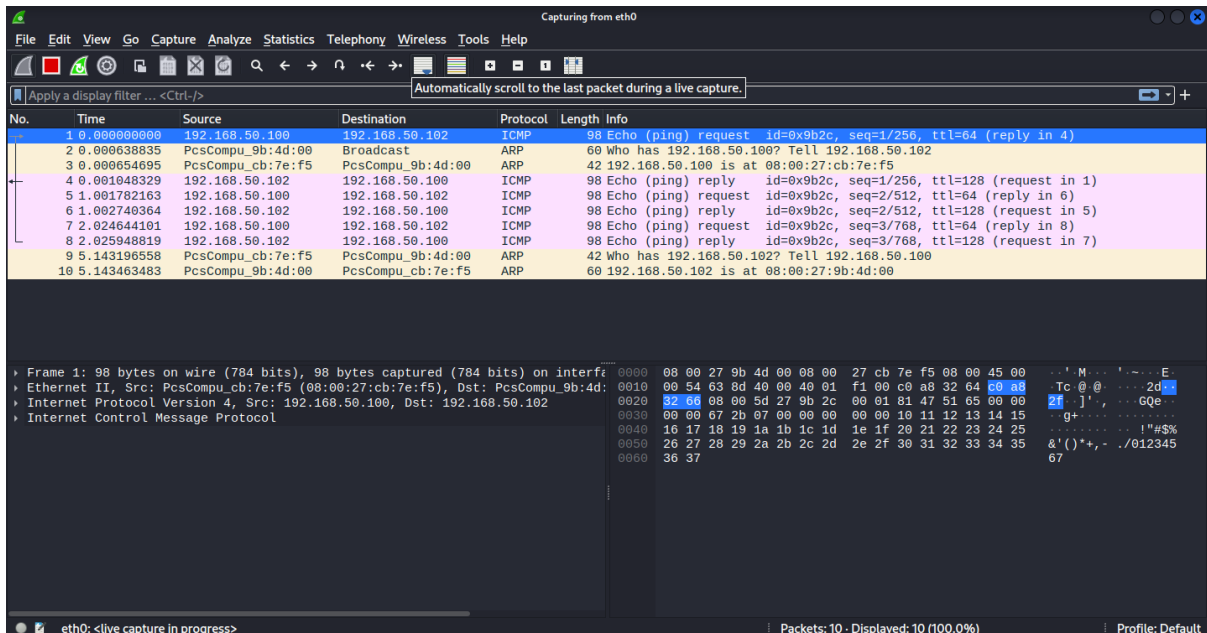 Capturing from eth0
File Edit View Go Capture Analyze Statistics Telephony Wireless Tools Help
Automatically scroll to the last packet during a live capture.
Apply a display filter … <Ctrl-/>
No. Time Source Destination Protocol Length Info
1 0.000000000 192.168.50.100 192.168.50.102 ICMP 98 Echo (ping) request id=0x9b2c, seq=1/256, ttl=64 (reply in 4)
2 0.000638835 PcsCompu_9b:4d:00 Broadcast ARP 60 Who has 192.168.50.100? Tell 192.168.50.102
3 0.000654695 PcsCompu_cb:7e:f5 PcsCompu_9b:4d:00 ARP 42 192.168.50.100 is at 08:00:27:cb:7e:f5
4 0.001048329 192.168.50.102 192.168.50.100 ICMP 98 Echo (ping) reply id=0x9b2c, seq=1/256, ttl=128 (request in 1)
5 1.001782163 192.168.50.100 192.168.50.102 ICMP 98 Echo (ping) request id=0x9b2c, seq=2/512, ttl=64 (reply in 6)
6 1.002740364 192.168.50.102 192.168.50.100 ICMP 98 Echo (ping) reply id=0x9b2c, seq=2/512, ttl=128 (request in 5)
7 2.024644101 192.168.50.100 192.168.50.102 ICMP 98 Echo (ping) request id=0x9b2c, seq=3/768, ttl=64 (reply in 8)
8 2.025948819 192.168.50.102 192.168.50.100 ICMP 98 Echo (ping) reply id=0x9b2c, seq=3/768, ttl=128 (request in 7)
9 5.143196558 PcsCompu_cb:7e:f5 PcsCompu_9b:4d:00 ARP 42 Who has 192.168.50.102? Tell 192.168.50.100
10 5.143463483 PcsCompu_9b:4d:00 PcsCompu_cb:7e:f5 ARP 60 192.168.50.102 is at 08:00:27:9b:4d:00
Frame 1: 98 bytes on wire (784 bits), 98 bytes captured (784 bits) on interfa
Ethernet II, Src: PcsCompu_cb:7e:f5 (08:00:27:cb:7e:f5), Dst: PcsCompu_9b:4d:
Internet Protocol Version 4, Src: 192.168.50.100, Dst: 192.168.50.102
Internet Control Message Protocol
0000 08 00 27 9b 4d 00 08 00 27 cb 7e f5 08 00 45 00 ··'·M··· '·~···E·
0010 00 54 63 8d 40 00 40 01 f1 00 c0 a8 32 64 c0 a8 ·Tc·@·@· ····2d··
0020 32 66 08 00 5d 27 9b 2c 00 01 81 47 51 65 00 00 2f··]'·, ···GQe··
0030 00 00 67 2b 07 00 00 00 00 00 10 11 12 13 14 15 ··g+···· ········
0040 16 17 18 19 1a 1b 1c 1d 1e 1f 20 21 22 23 24 25 ········ ·· !"#$%
0050 26 27 28 29 2a 2b 2c 2d 2e 2f 30 31 32 33 34 35 &'()*+,- ./012345
0060 36 37 67
eth0: <live capture in progress> Packets: 10 · Displayed: 10 (100.0%) Profile: Default